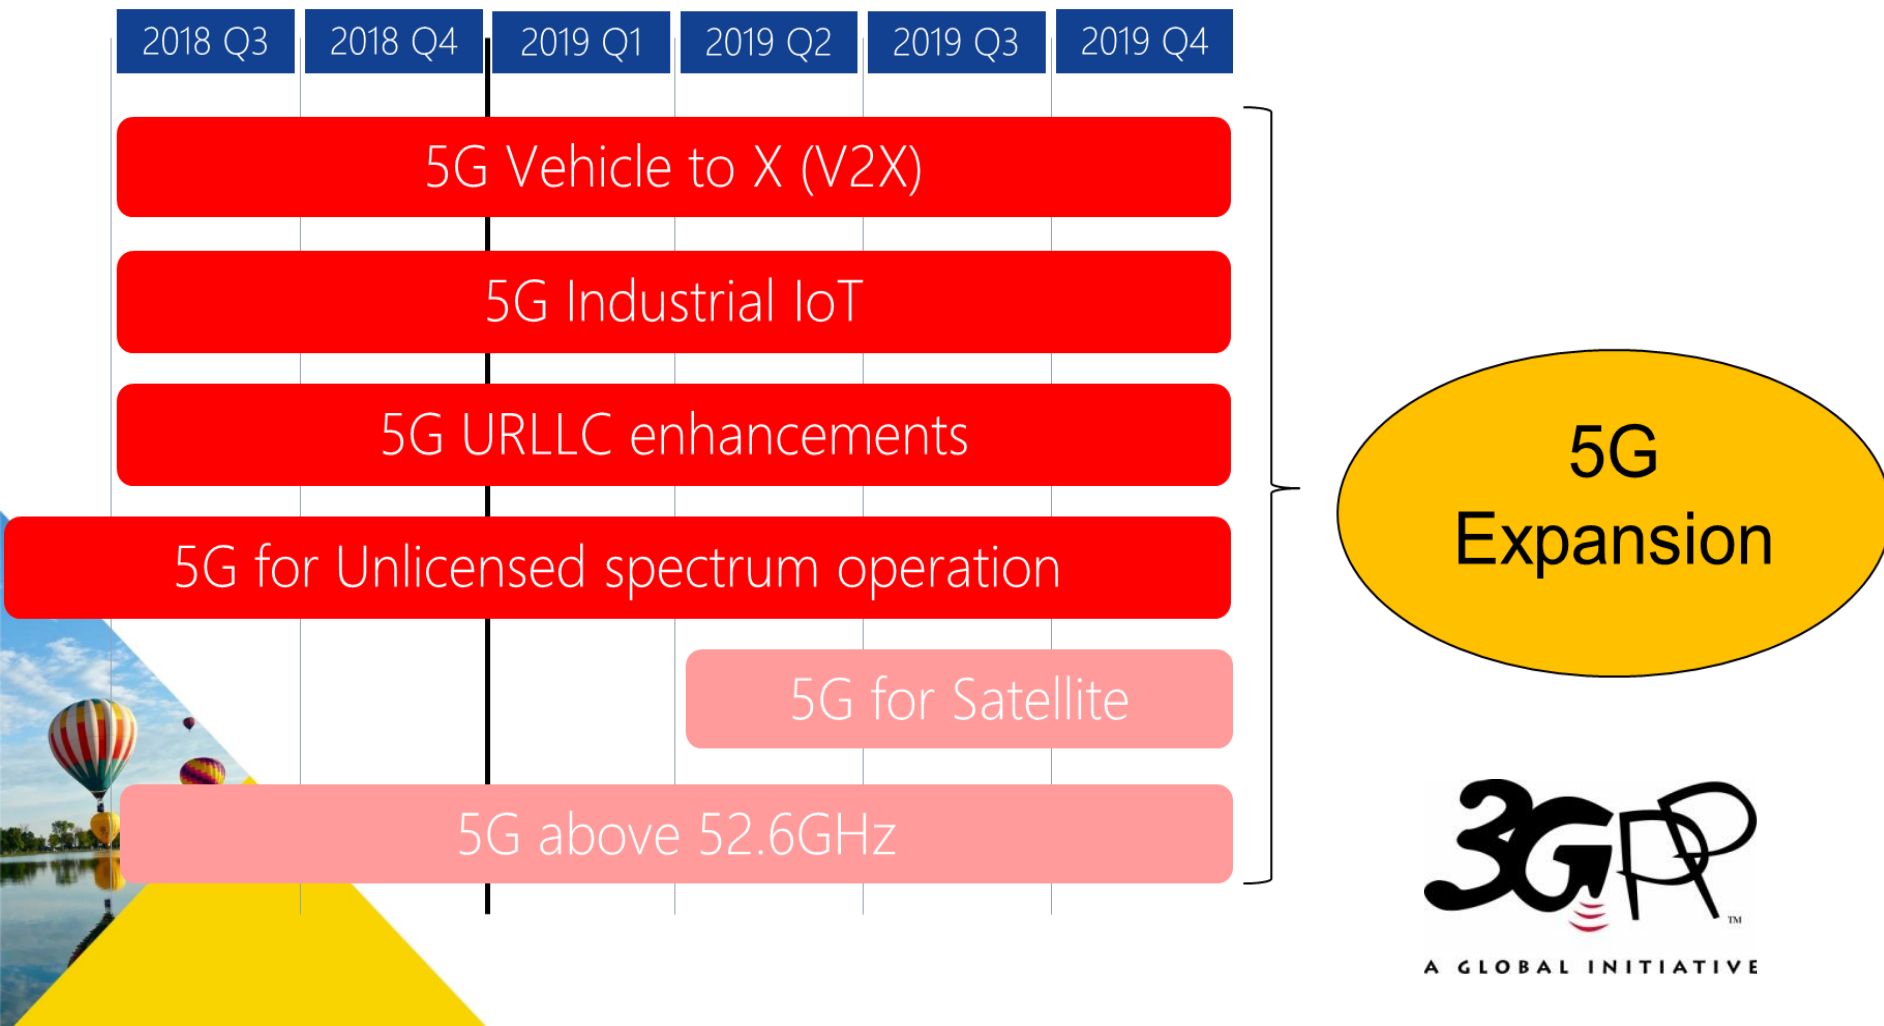 2018 Q3
2018 Q4
2019 Q1
2019 Q2
2019 Q3
2019 Q4
5G Vehicle to X (V2X)
5G Industrial IoT
5G URLLC enhancements
5G for Unlicensed spectrum operation
5G for Satellite
5G above 52.6GHz
5G
Expansion
3GPP
TM
A GLOBAL INITIATIVE